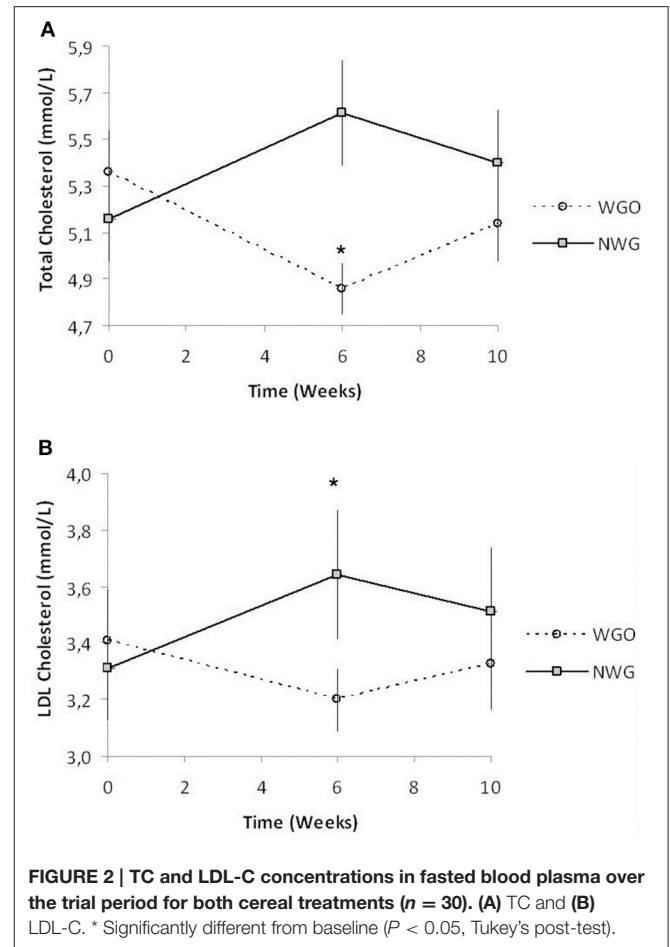 A
5,9
5,7
5,5
5,3
5,1
4,9
4,7
Total Cholesterol (mmol/L)
*
WGO
NWG
0 2 4 6 8 10
Time (Weeks)
B
4,0
3,8
3,6
3,4
3,2
3,0
LDL Cholesterol (mmol/L)
*
WGO
NWG
0 2 4 6 8 10
Time (Weeks)
FIGURE 2 | TC and LDL-C concentrations in fasted blood plasma over
the trial period for both cereal treatments (n = 30). (A) TC and (B)
LDL-C. * Significantly different from baseline (P < 0.05, Tukey's post-test).